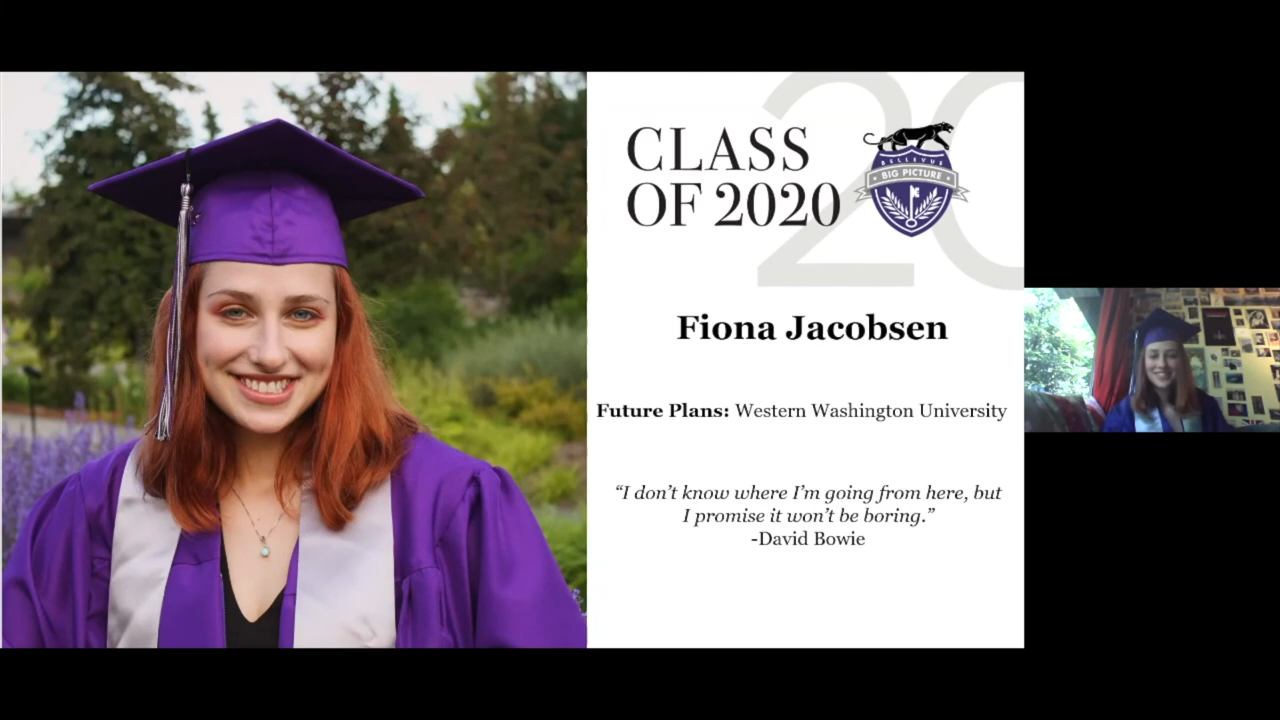 20
CLASS
OF 2020
BELLEVUE
BIG PICTURE
Fiona Jacobsen
Future Plans: Western Washington University
“I don’t know where I’m going from here, but
I promise it won’t be boring.”
-David Bowie